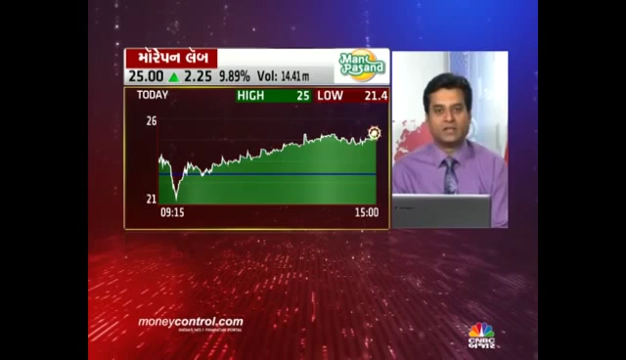 મૉરેપન લૅબ
25.00 2.25 9.89% Vol: 14.41 m
Man Pasand
TODAY HIGH 25 LOW 21.4
26
21
09:15 15:00
moneycontrol.com
CNBC
બજાર